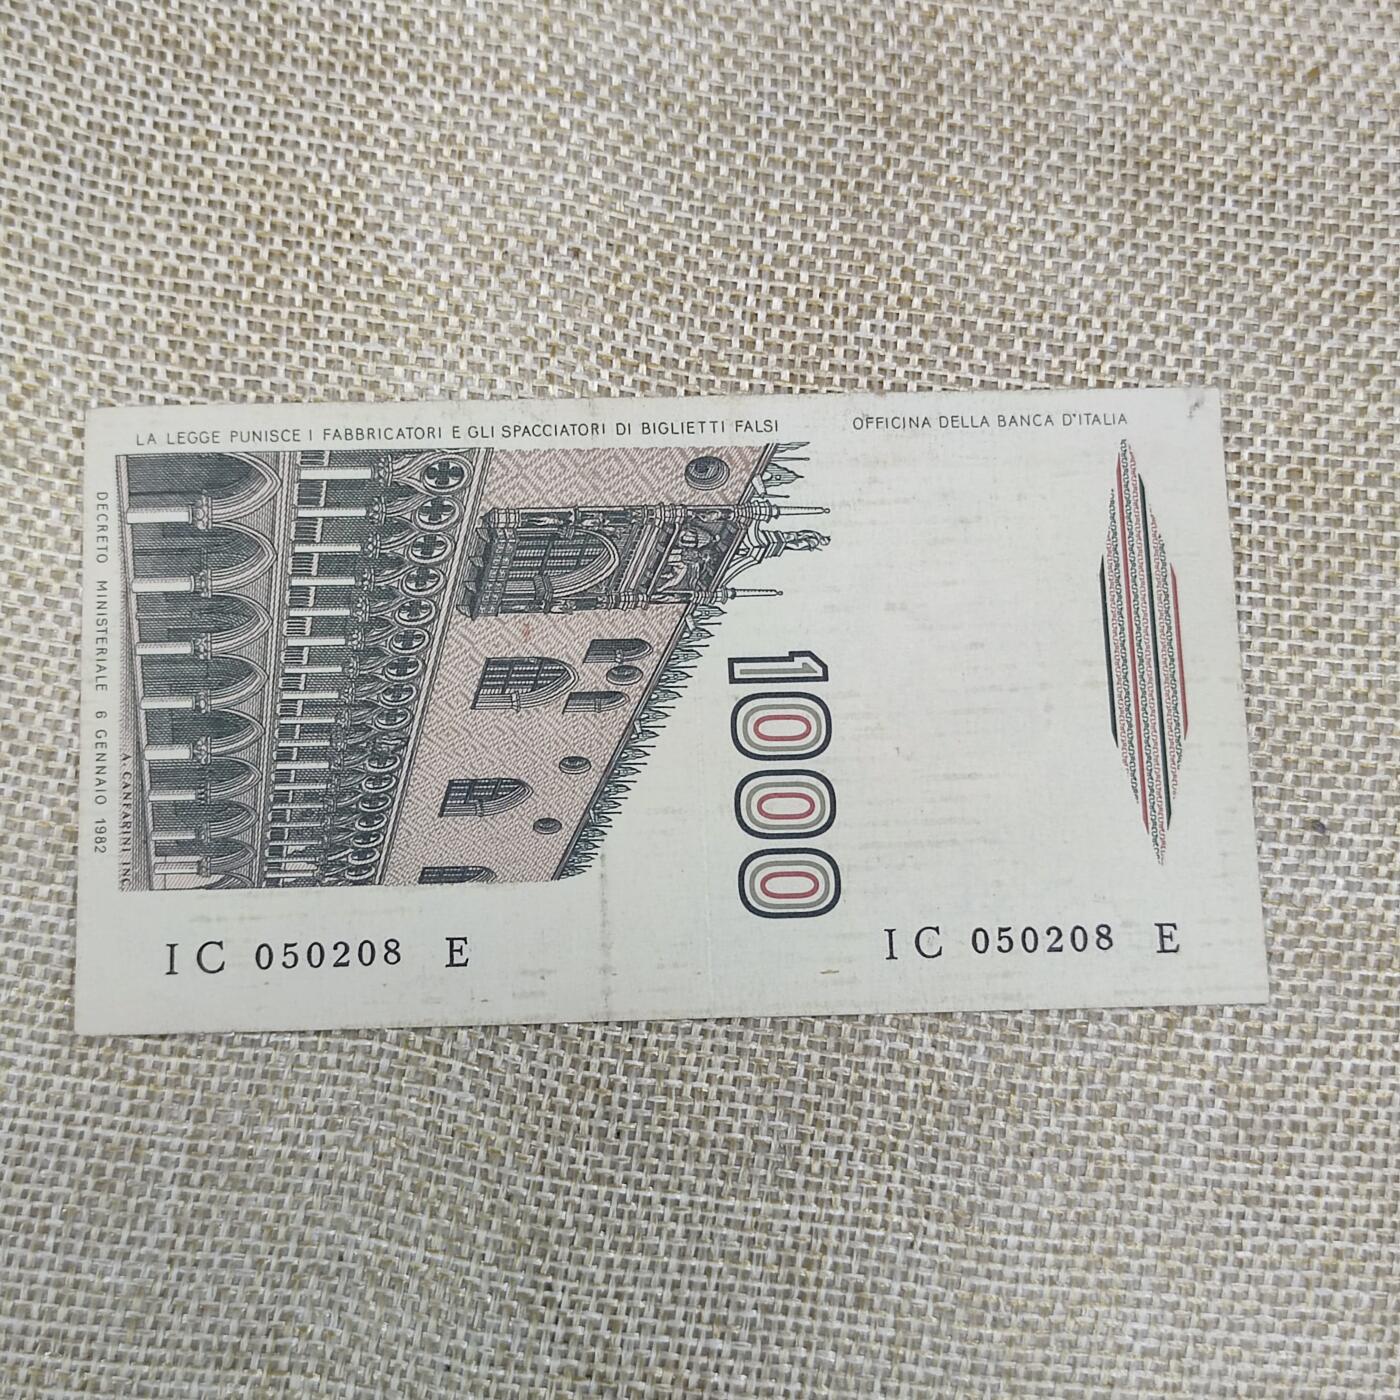 LA LEGGE PUNISCE I FABBRICATORI E GLI SPACCIATORI DI BIGLIETTI FALSI
OFFICINA DELLA BANCA D'ITALIA
DECRETO MINISTERIALE 6 GENNAIO 1982
A. CANFARINI INC.
1000
IC 050208 E
IC 050208 E